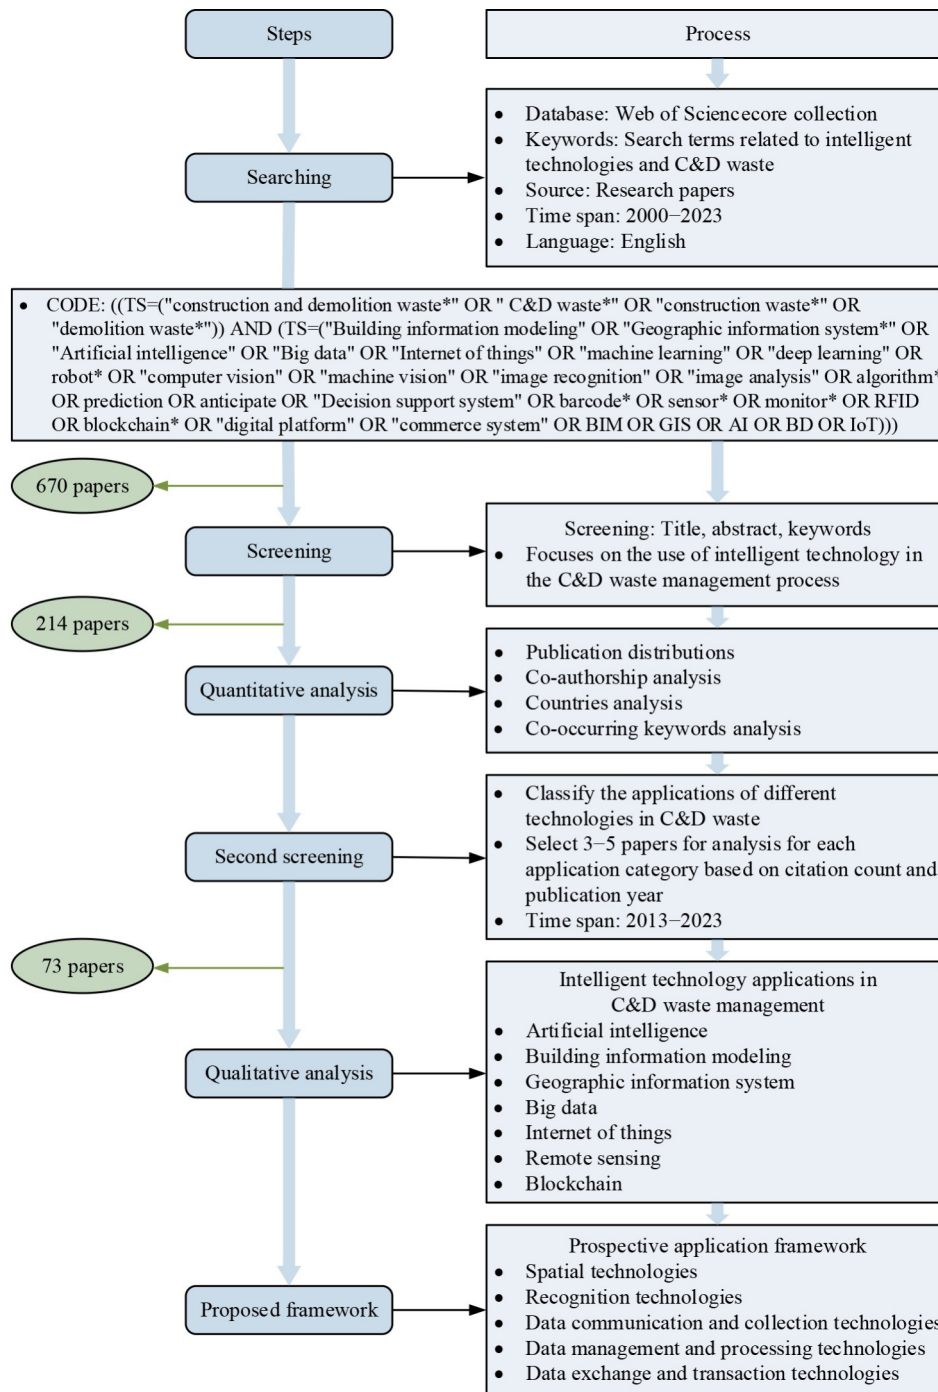 Steps
Process
• Database: Web of Sciencecore collection
• Keywords: Search terms related to intelligent
technologies and C&D waste
• Source: Research papers
• Time span: 2000−2023
• Language: English
Searching
• CODE: ((TS=("construction and demolition waste*" OR " C&D waste*" OR "construction waste*" OR
"demolition waste*")) AND (TS=("Building information modeling" OR "Geographic information system*" OR
"Artificial intelligence" OR "Big data" OR "Internet of things" OR "machine learning" OR "deep learning" OR
robot* OR "computer vision" OR "machine vision" OR "image recognition" OR "image analysis" OR algorithm*
OR prediction OR anticipate OR "Decision support system" OR barcode* OR sensor* OR monitor* OR RFID
OR blockchain* OR "digital platform" OR "commerce system" OR BIM OR GIS OR AI OR BD OR IoT)))
670 papers
Screening
Screening: Title, abstract, keywords
• Focuses on the use of intelligent technology in
the C&D waste management process
214 papers
Quantitative analysis
• Publication distributions
• Co-authorship analysis
• Countries analysis
• Co-occurring keywords analysis
Second screening
• Classify the applications of different
technologies in C&D waste
• Select 3−5 papers for analysis for each
application category based on citation count and
publication year
• Time span: 2013−2023
73 papers
Qualitative analysis
Intelligent technology applications in
C&D waste management
• Artificial intelligence
• Building information modeling
• Geographic information system
• Big data
• Internet of things
• Remote sensing
• Blockchain
Proposed framework
Prospective application framework
• Spatial technologies
• Recognition technologies
• Data communication and collection technologies
• Data management and processing technologies
• Data exchange and transaction technologies